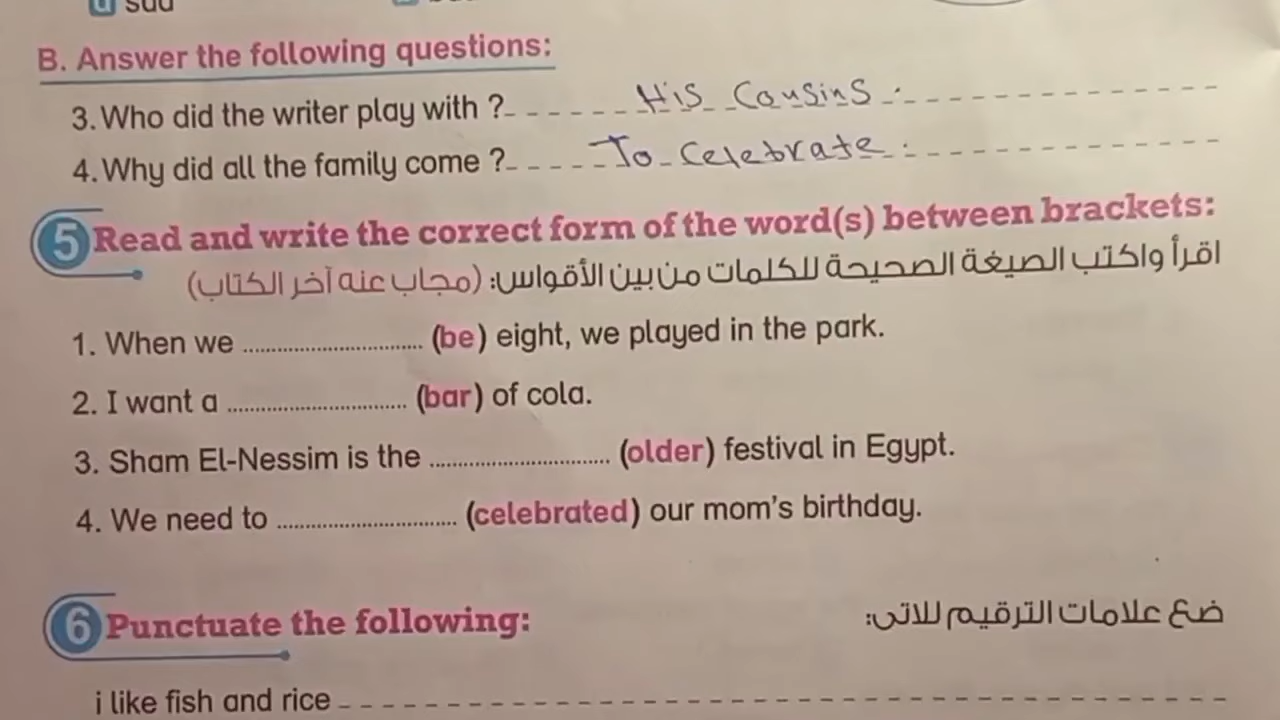 B. Answer the following questions:
3. Who did the writer play with ? His Cousins.
4. Why did all the family come ? To Celebrate.
5 Read and write the correct form of the word(s) between brackets:
اقرأ واكتب الصيغة الصحيحة للكلمات من بين الأقواس: (مجاب عنه آخر الكتاب)
1. When we .............................. (be) eight, we played in the park.
2. I want a .............................. (bar) of cola.
3. Sham El-Nessim is the .............................. (older) festival in Egypt.
4. We need to .............................. (celebrated) our mom's birthday.
6 Punctuate the following: ضع علامات الترقيم للاتى:
i like fish and rice